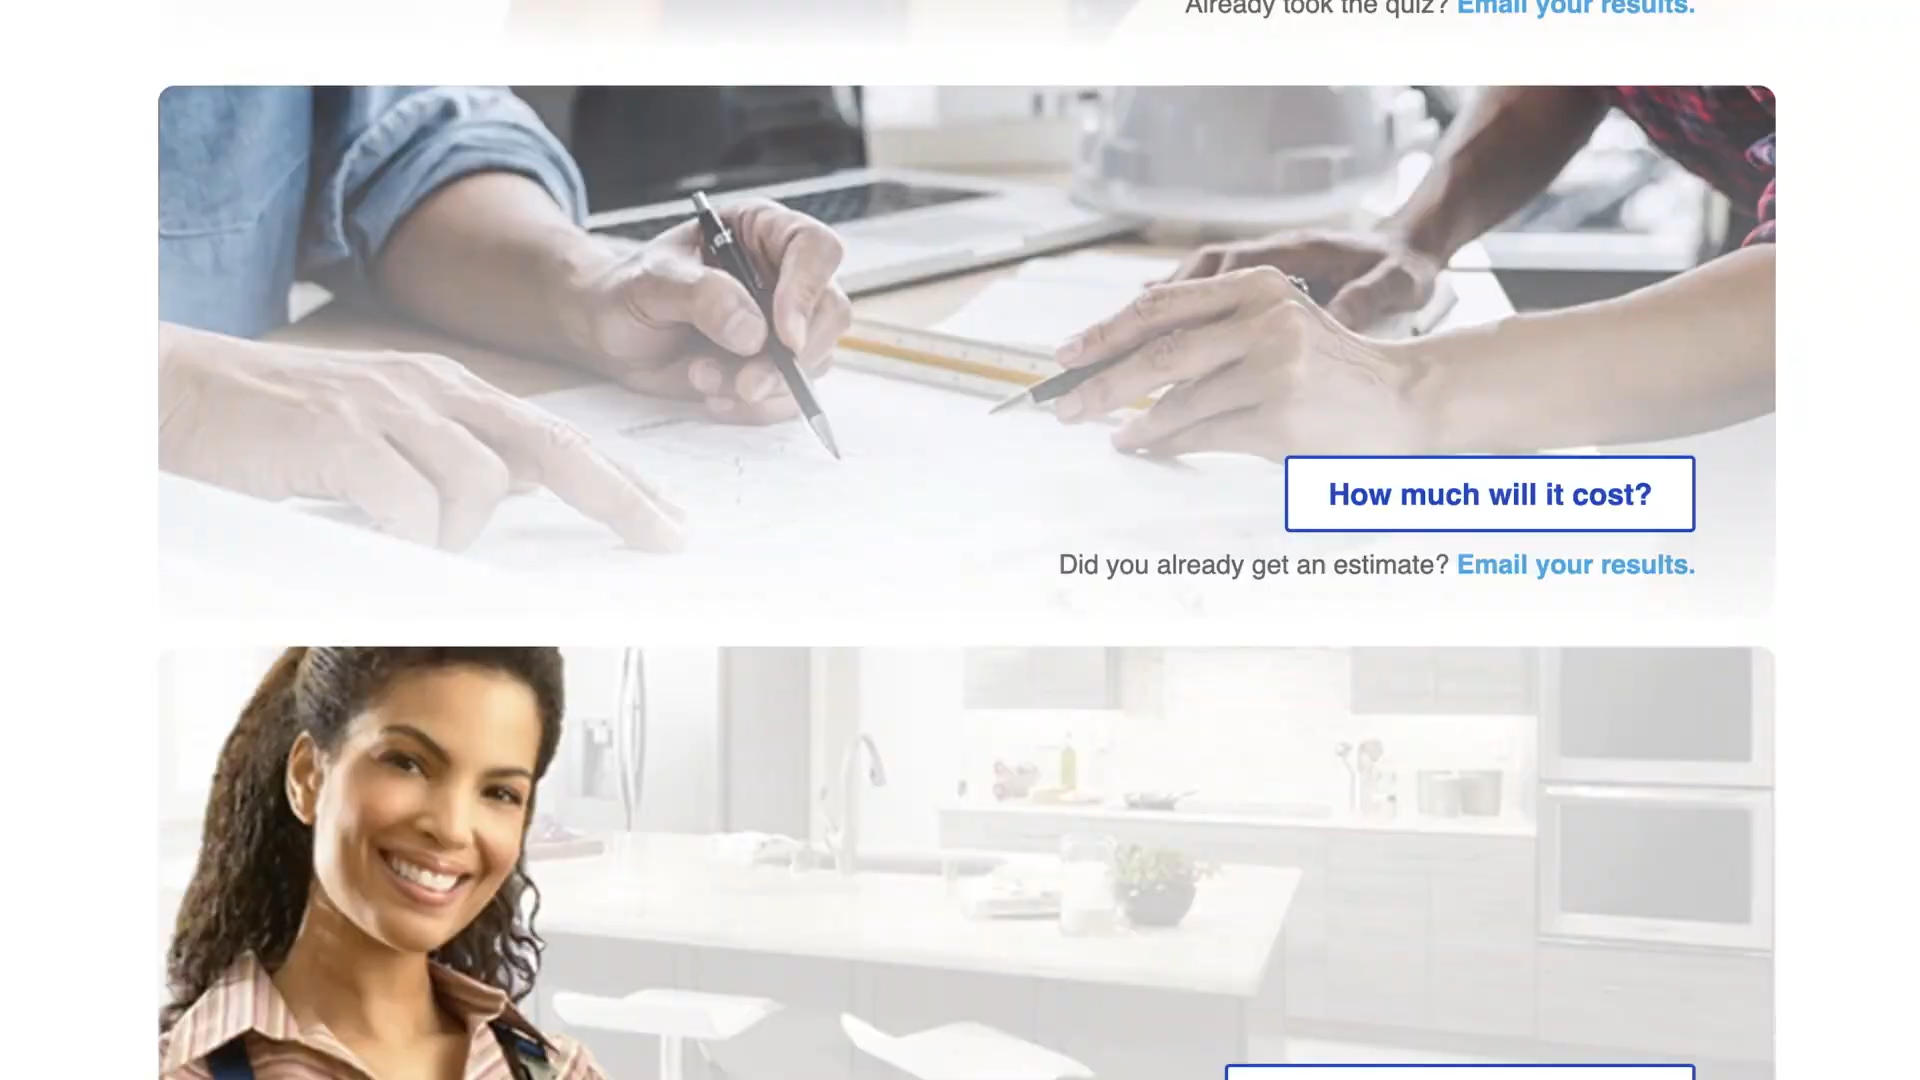 Already took the quiz? Email your results.
How much will it cost?
Did you already get an estimate? Email your results.